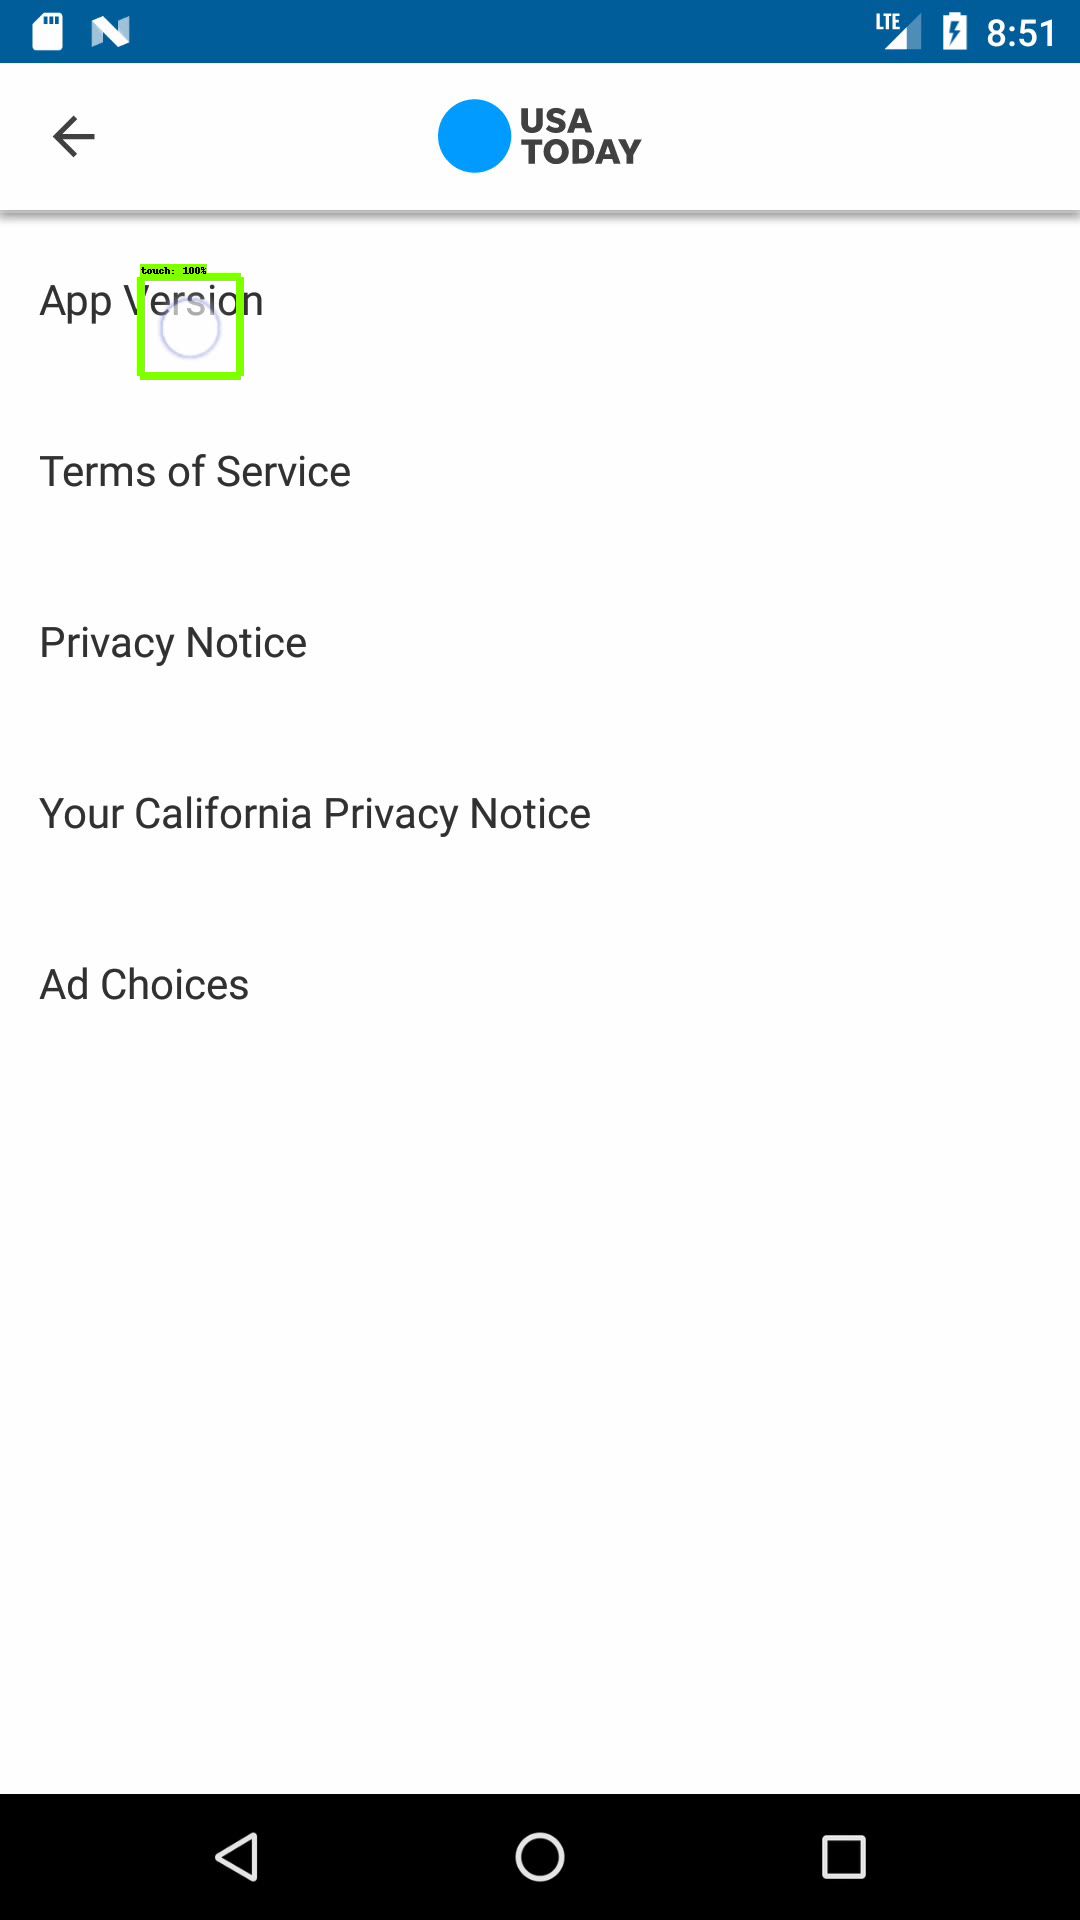 LTE 8:51
USA
TODAY
touch: 100%
App Version
Terms of Service
Privacy Notice
Your California Privacy Notice
Ad Choices